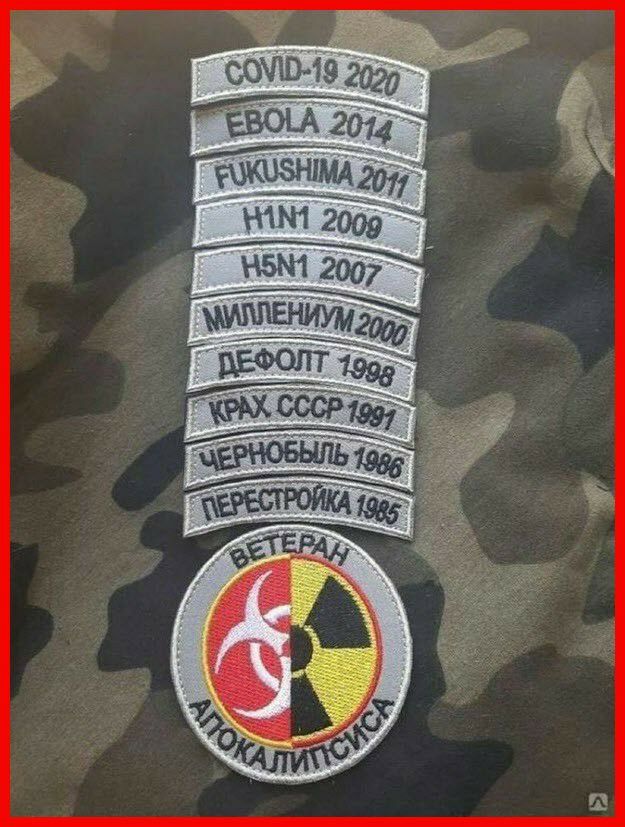 COVID-19 2020
EBOLA 2014
FUKUSHIMA 2011
H1N1 2009
H5N1 2007
МИЛЛЕНИУМ 2000
ДЕФОЛТ 1998
КРАХ СССР 1991
ЧЕРНОБЫЛЬ 1986
ПЕРЕСТРОЙКА 1985
ВЕТЕРАН
АПОКАЛИПСИСА